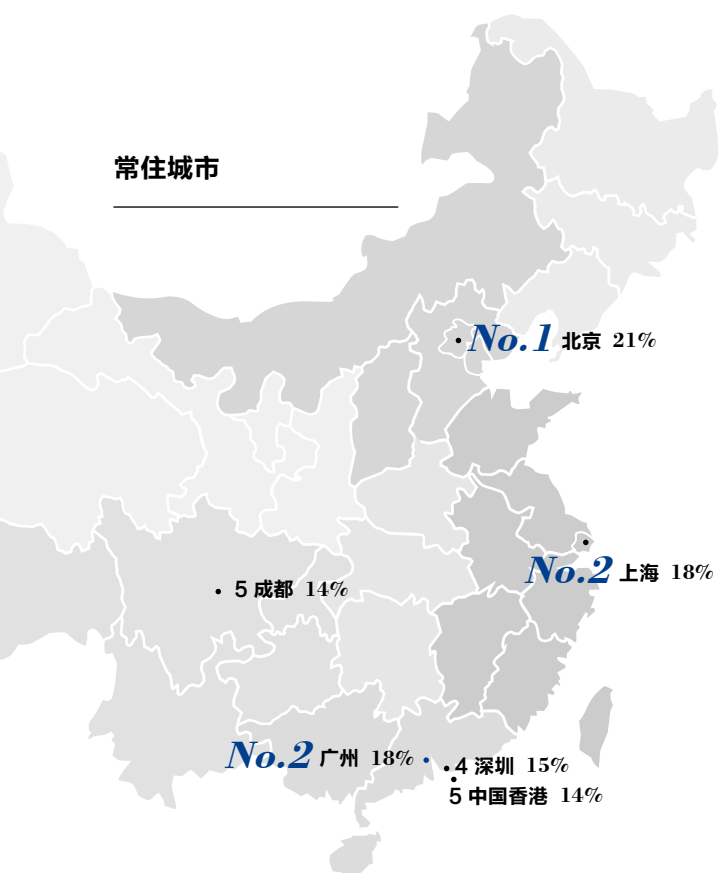 常住城市
No.1 北京 21%
No.2 上海 18%
5 成都 14%
No.2 广州 18%
4 深圳 15%
5 中国香港 14%